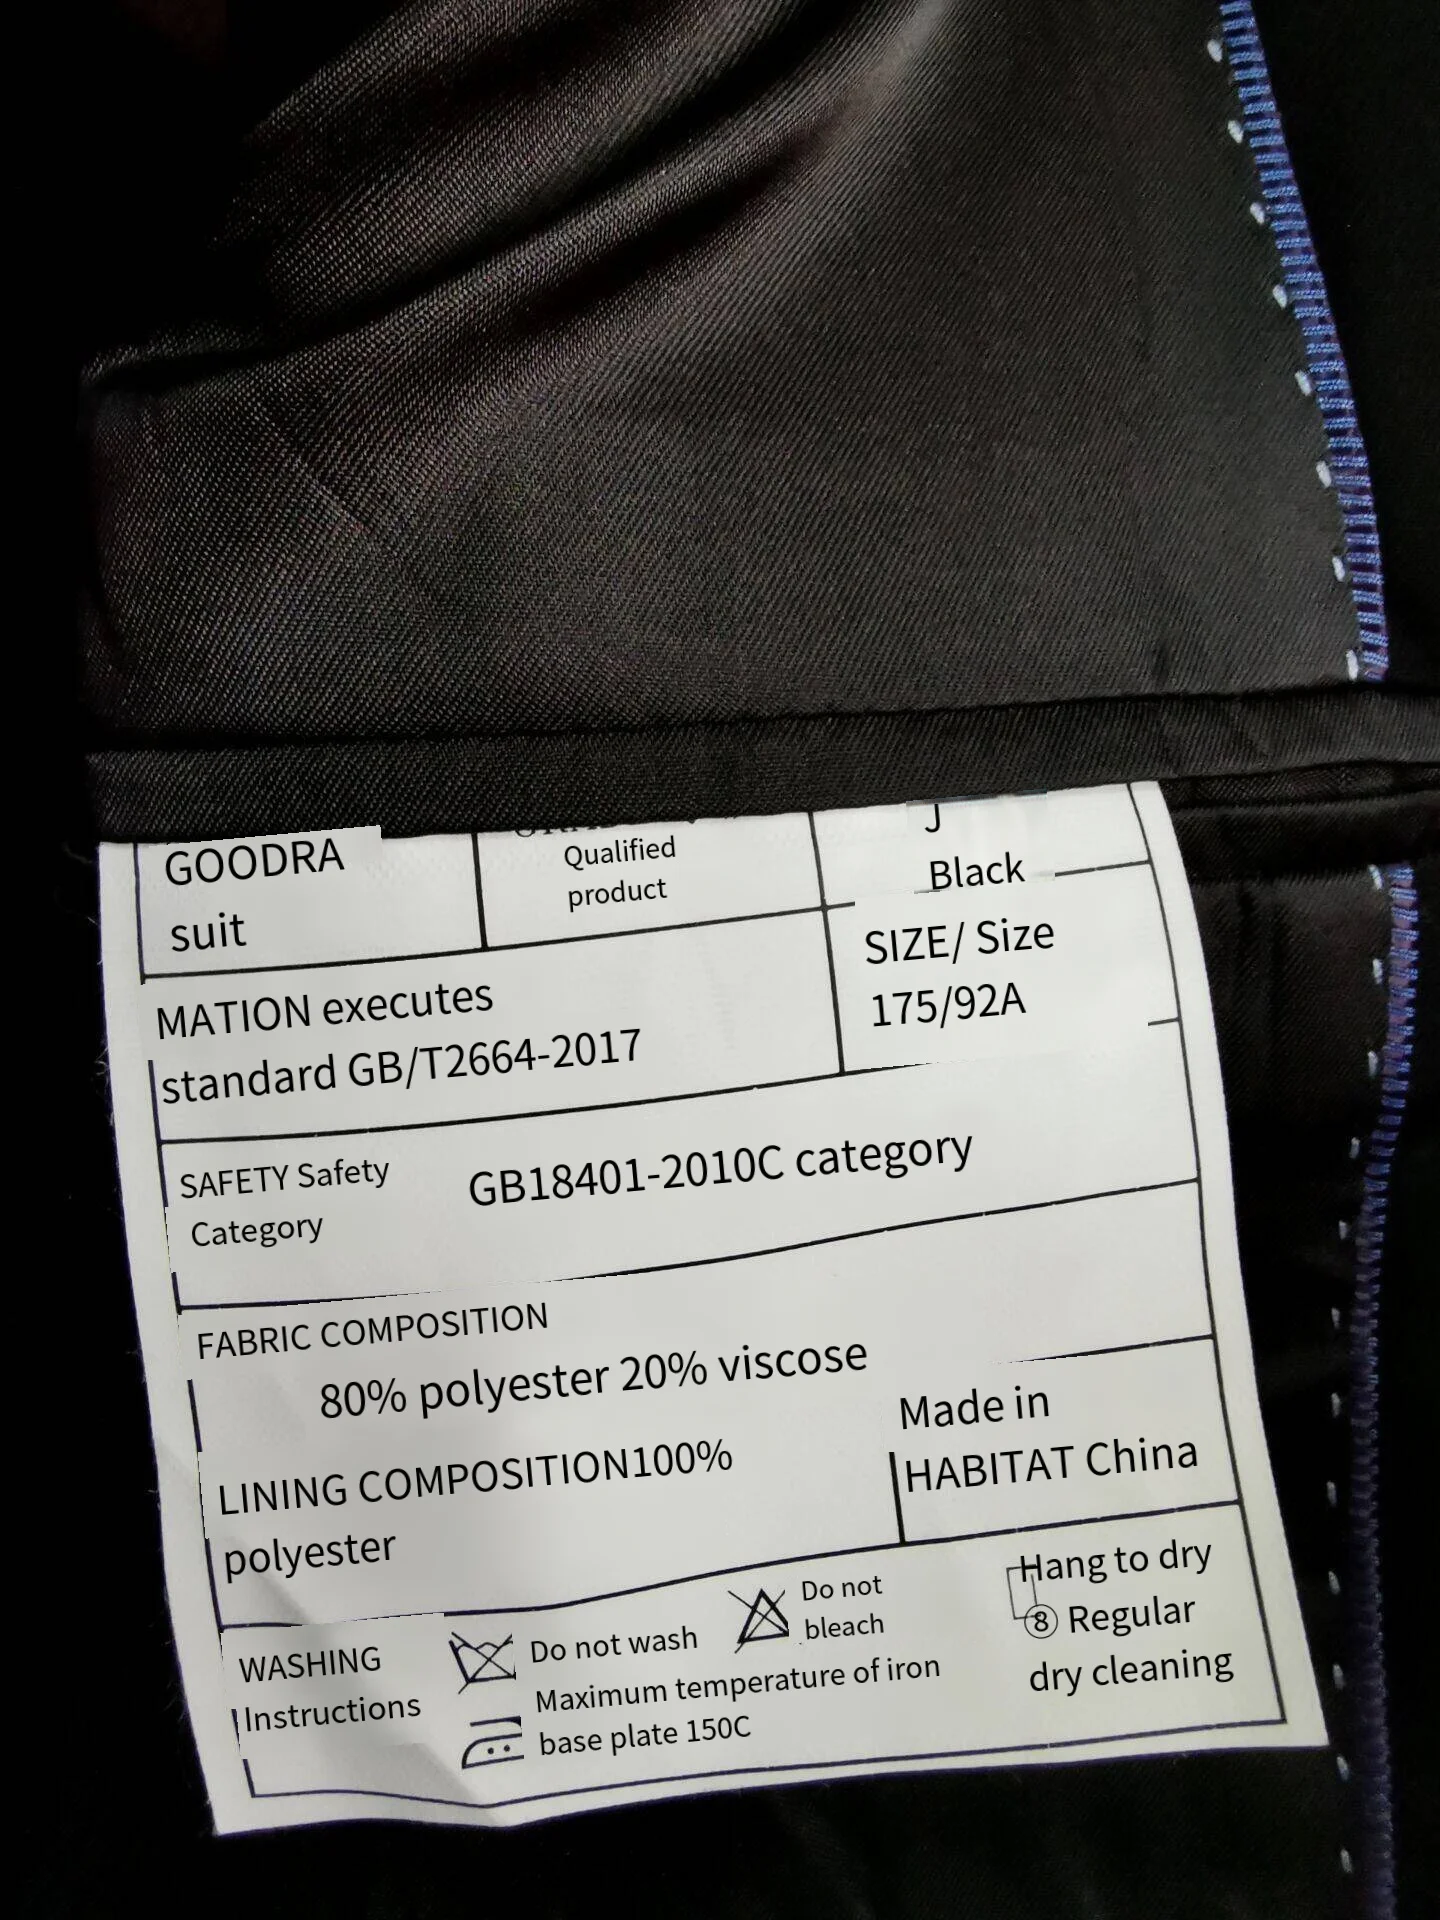 GOODRA
suit
Qualified
product
J
Black
MATION executes
standard GB/T2664-2017
SIZE/ Size
175/92A
SAFETY Safety
Category
GB18401-2010C category
FABRIC COMPOSITION
80% polyester 20% viscose
LINING COMPOSITION100%
polyester
Made in
HABITAT China
WASHING
Instructions
Do not wash
Do not
bleach
Maximum temperature of iron
base plate 150C
Hang to dry
⑧ Regular
dry cleaning